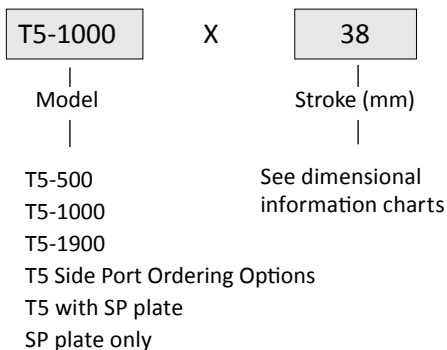 T5-1000 X 38
Model Stroke (mm)
T5-500 See dimensional
T5-1000 information charts
T5-1900
T5 Side Port Ordering Options
T5 with SP plate
SP plate only